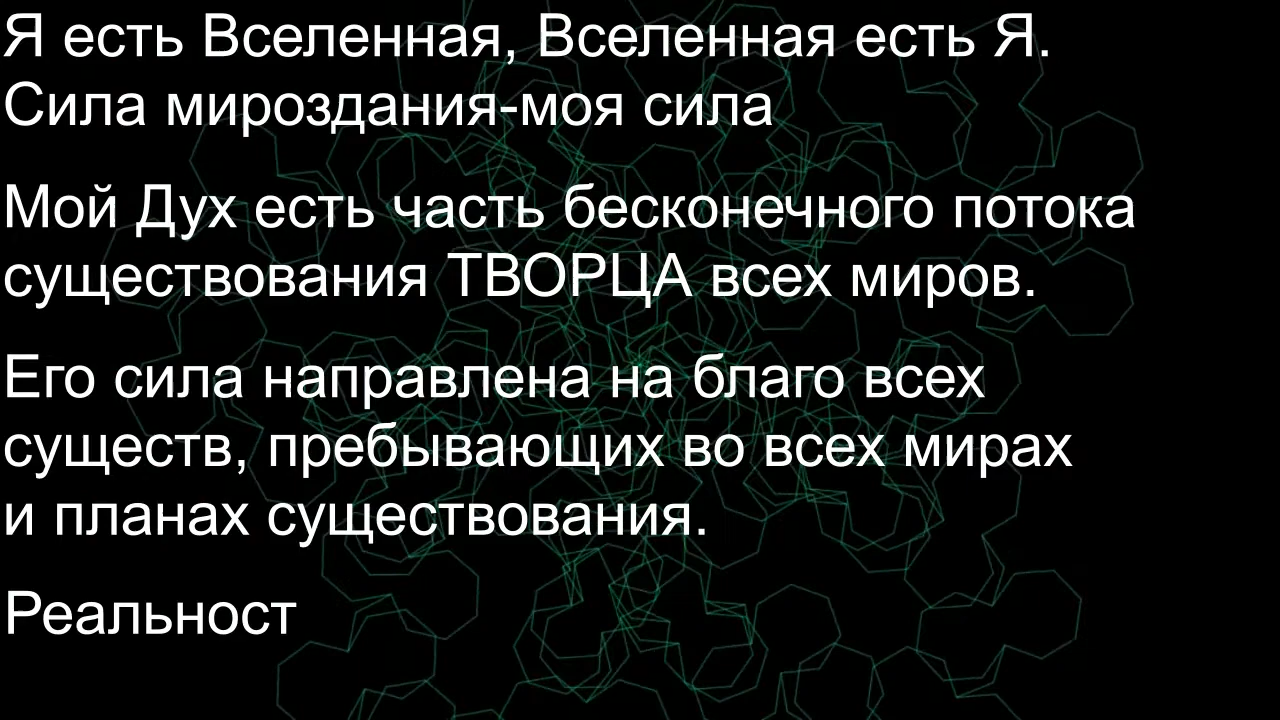 Я есть Вселенная, Вселенная есть Я.
Сила мироздания-моя сила
Мой Дух есть часть бесконечного потока
существования ТВОРЦА всех миров.
Его сила направлена на благо всех
существ, пребывающих во всех мирах
и планах существования.
Реальност